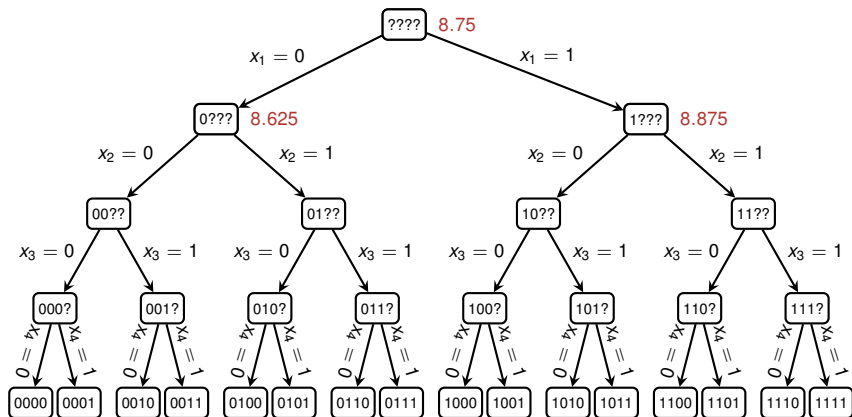 ???? 8.75
x₁ = 0 x₁ = 1
0??? 8.625 1??? 8.875
x₂ = 0 x₂ = 1 x₂ = 0 x₂ = 1
00?? 01?? 10?? 11??
x₃ = 0 x₃ = 1 x₃ = 0 x₃ = 1 x₃ = 0 x₃ = 1 x₃ = 0 x₃ = 1
000? 001? 010? 011? 100? 101? 110? 111?
x₄ = 0 x₄ = 1 x₄ = 0 x₄ = 1 x₄ = 0 x₄ = 1 x₄ = 0 x₄ = 1 x₄ = 0 x₄ = 1 x₄ = 0 x₄ = 1 x₄ = 0 x₄ = 1 x₄ = 0 x₄ = 1
0000 0001 0010 0011 0100 0101 0110 0111 1000 1001 1010 1011 1100 1101 1110 1111